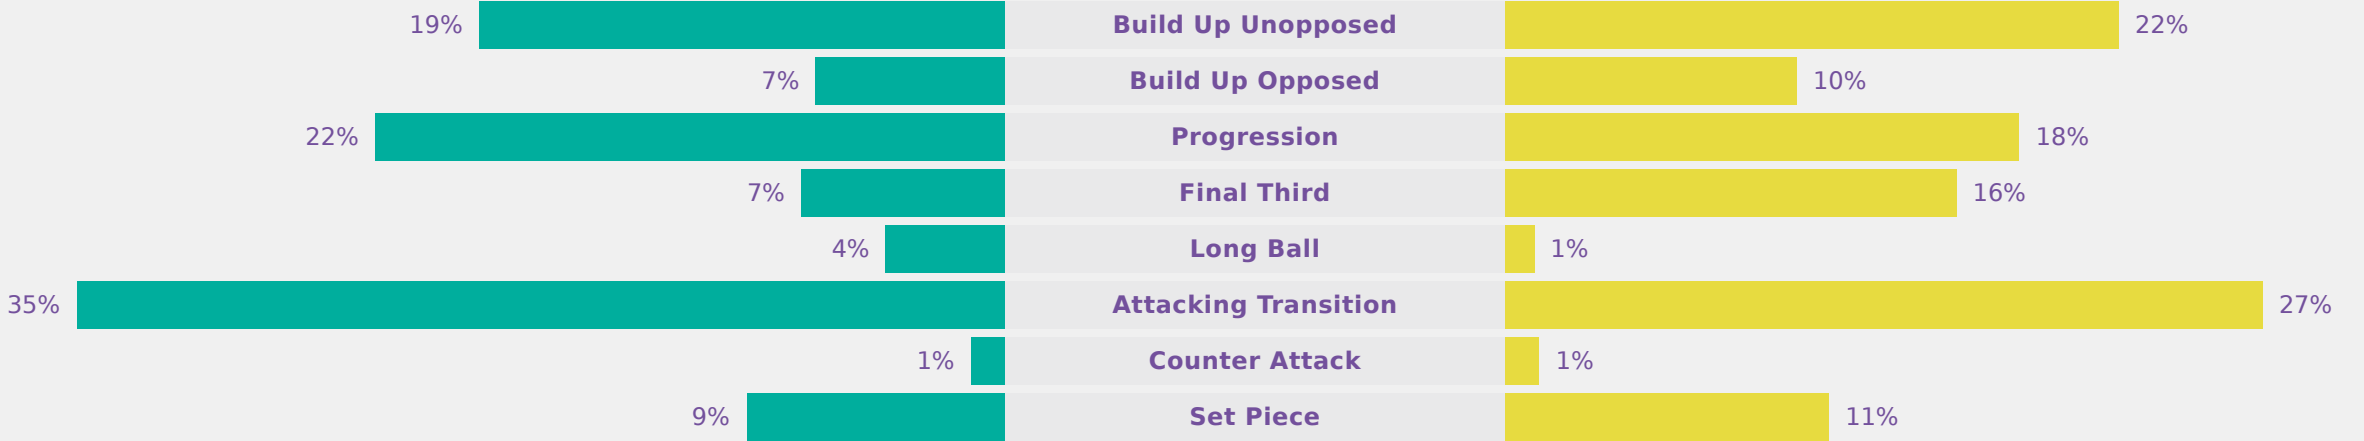 19% Build Up Unopposed 22%
7% Build Up Opposed 10%
22% Progression 18%
7% Final Third 16%
4% Long Ball 1%
35% Attacking Transition 27%
1% Counter Attack 1%
9% Set Piece 11%